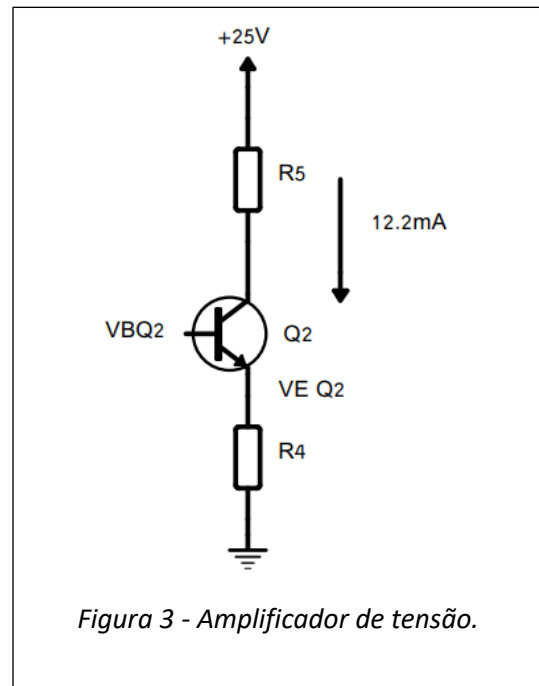 +25V
R5
12.2mA
VBQ2
Q2
VE Q2
R4
Figura 3 - Amplificador de tensão.